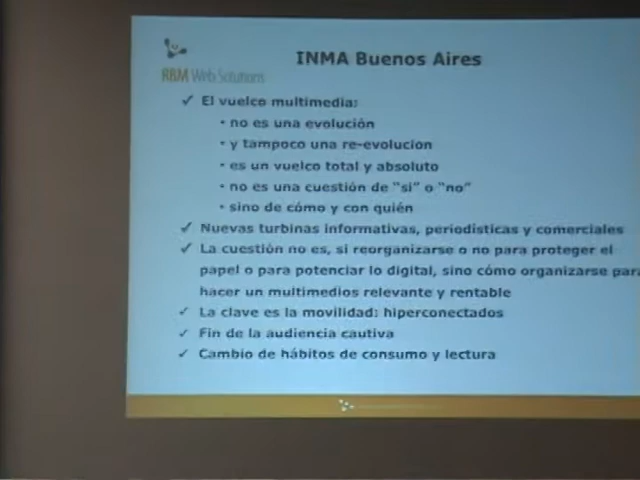 INMA Buenos Aires
RBM Web Solutions
✓ El vuelco multimedia:
• no es una evolución
• y tampoco una re-evolución
• es un vuelco total y absoluto
• no es una cuestión de “si” o “no”
• sino de cómo y con quién
✓ Nuevas turbinas informativas, periodísticas y comerciales
✓ La cuestión no es, si reorganizarse o no para proteger el
papel o para potenciar lo digital, sino cómo organizarse para
hacer un multimedios relevante y rentable
✓ La clave es la movilidad: hiperconectados
✓ Fin de la audiencia cautiva
✓ Cambio de hábitos de consumo y lectura